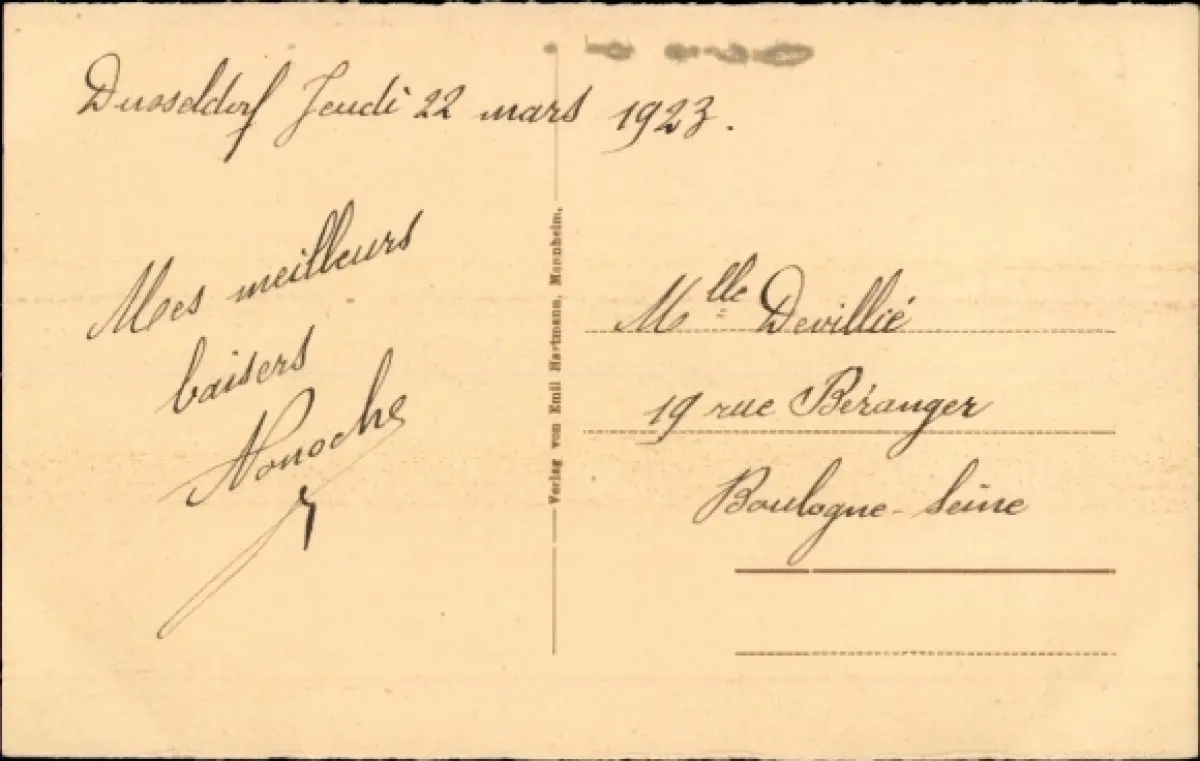 Dusseldorf Jeudi 22 mars 1923.
Mes meilleurs
baisers
Nonoche
Verlag von Emil Hartmann, Mannheim.
Mlle Devillié
19 rue Béranger
Boulogne-Seine